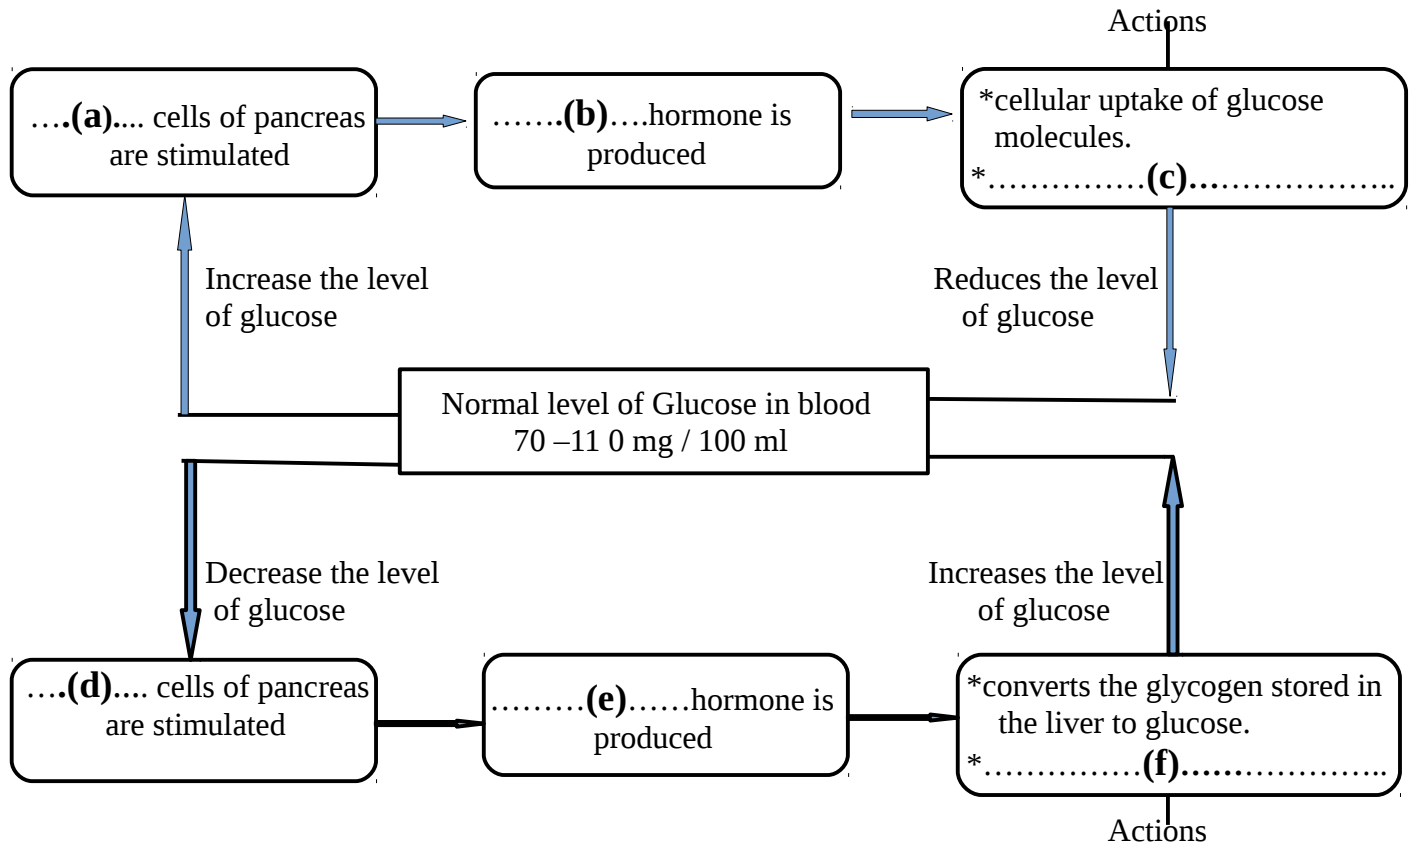 Actions
….(a).... cells of pancreas
are stimulated
…….(b)….hormone is
produced
*cellular uptake of glucose
molecules.
*……………(c)...……………..
Increase the level
of glucose
Reduces the level
of glucose
Normal level of Glucose in blood
70 –11 0 mg / 100 ml
Decrease the level
of glucose
Increases the level
of glucose
….(d).... cells of pancreas
are stimulated
………(e)……hormone is
produced
*converts the glycogen stored in
the liver to glucose.
*……………(f)......…………..
Actions